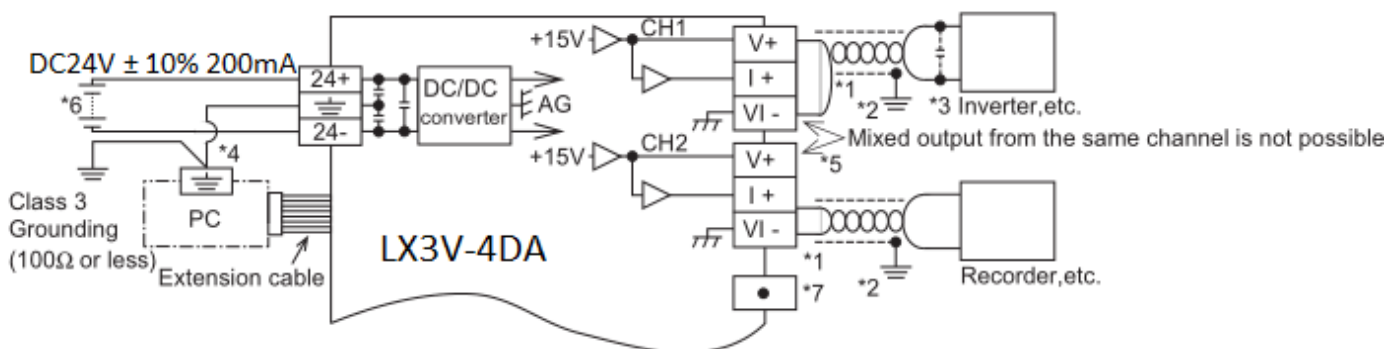 DC24V ± 10% 200mA
*6
24+
24-
*4
DC/DC
converter
AG
+15V
CH1
V+
I +
VI -
*1
*2
*3 Inverter,etc.
Mixed output from the same channel is not possible
*5
+15V
CH2
V+
I +
VI -
*1
*2
Recorder,etc.
*7
Class 3
Grounding
(100Ω or less)
PC
Extension cable
LX3V-4DA